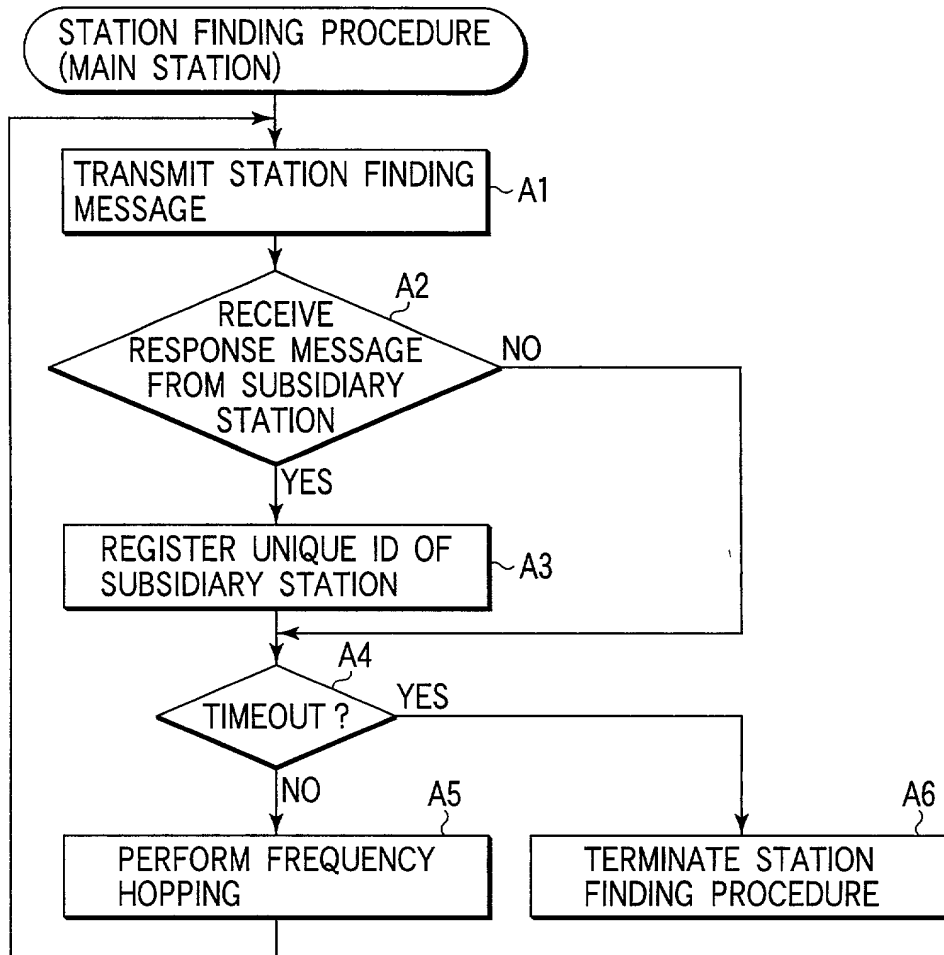 STATION FINDING PROCEDURE
(MAIN STATION)
TRANSMIT STATION FINDING
MESSAGE
A1
A2
RECEIVE
RESPONSE MESSAGE
FROM SUBSIDIARY
STATION
NO
YES
REGISTER UNIQUE ID OF
SUBSIDIARY STATION
A3
A4
TIMEOUT ?
YES
NO
A5
PERFORM FREQUENCY
HOPPING
A6
TERMINATE STATION
FINDING PROCEDURE